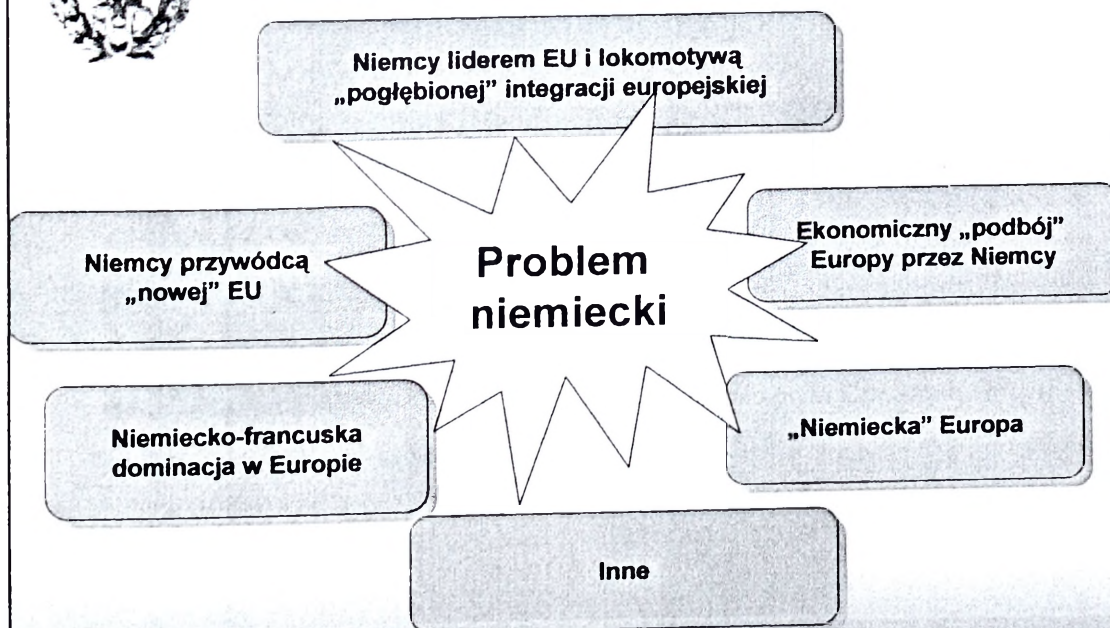 Niemcy liderem EU i lokomotywą
„pogłębionej” integracji europejskiej
Niemcy przywódcą
„nowej” EU
Problem
niemiecki
Ekonomiczny „podbój”
Europy przez Niemcy
Niemiecko-francuska
dominacja w Europie
„Niemiecka” Europa
Inne